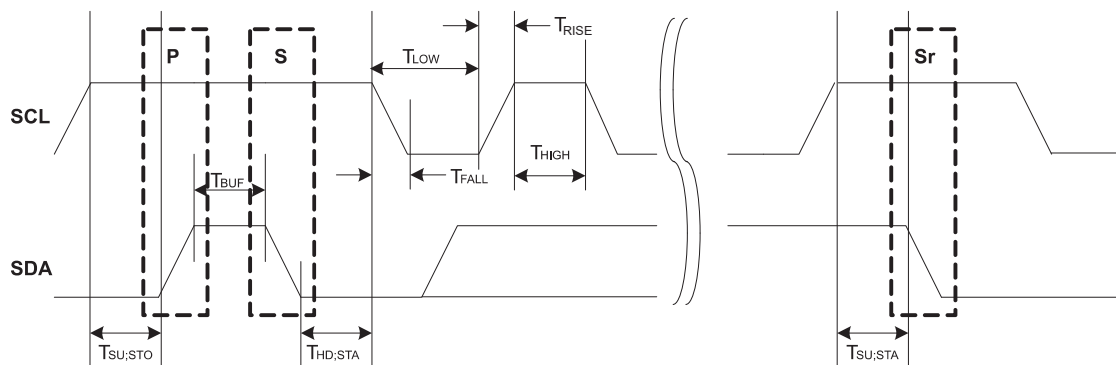 P
S
TRISE
TLOW
Sr
SCL
THIGH
TBUF
TFALL
SDA
TSU;STO
THD;STA
TSU;STA